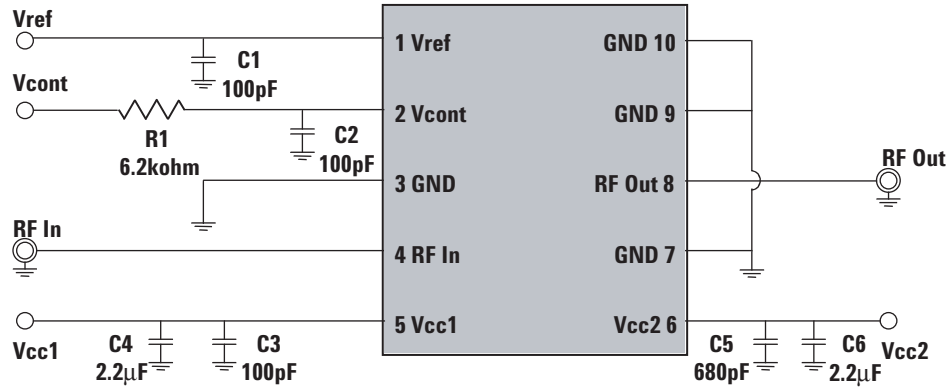 Vref
1 Vref
GND 10
C1
100pF
Vcont
2 Vcont
GND 9
R1
6.2kohm
C2
100pF
3 GND
RF Out 8
RF Out
RF In
4 RF In
GND 7
5 Vcc1
Vcc2 6
Vcc1
C4
2.2μF
C3
100pF
C5
680pF
C6
2.2μF
Vcc2